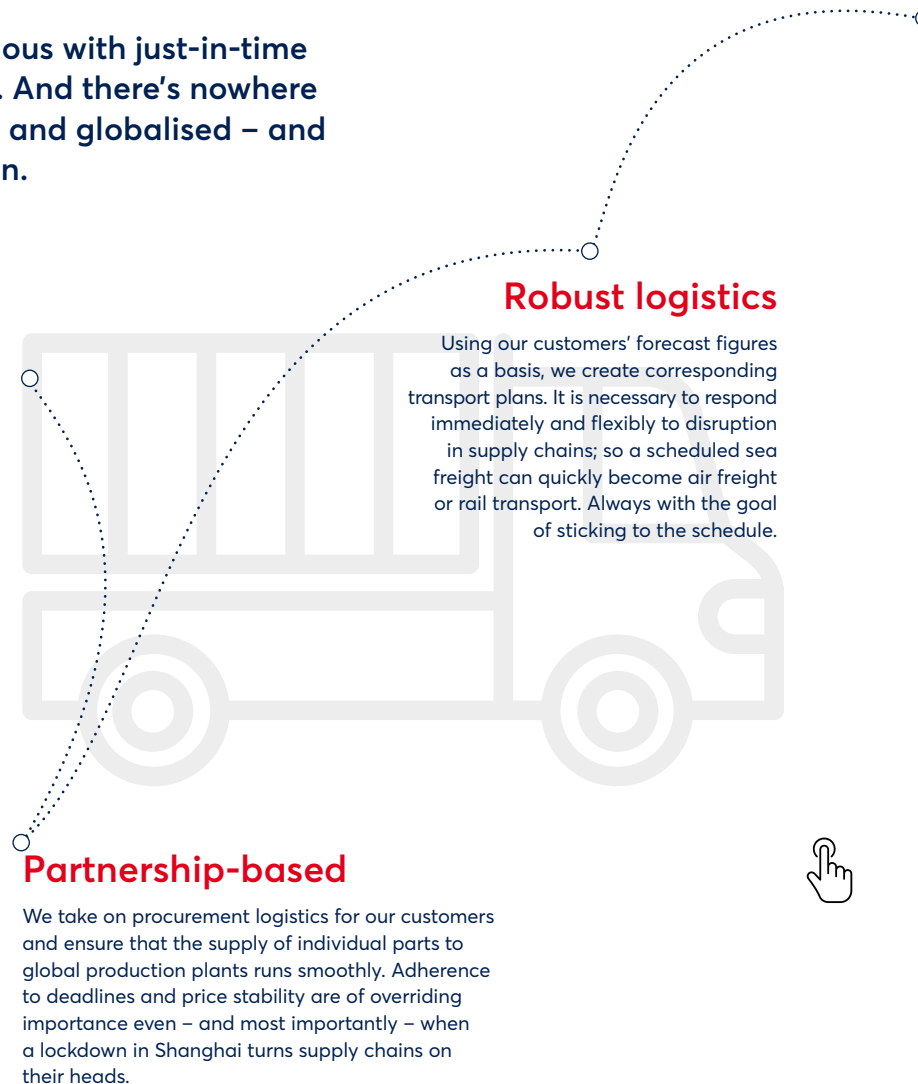 ous with just-in-time
. And there's nowhere
and globalised – and
n.
Robust logistics
Using our customers' forecast figures
as a basis, we create corresponding
transport plans. It is necessary to respond
immediately and flexibly to disruption
in supply chains; so a scheduled sea
freight can quickly become air freight
or rail transport. Always with the goal
of sticking to the schedule.
Partnership-based
We take on procurement logistics for our customers
and ensure that the supply of individual parts to
global production plants runs smoothly. Adherence
to deadlines and price stability are of overriding
importance even – and most importantly – when
a lockdown in Shanghai turns supply chains on
their heads.